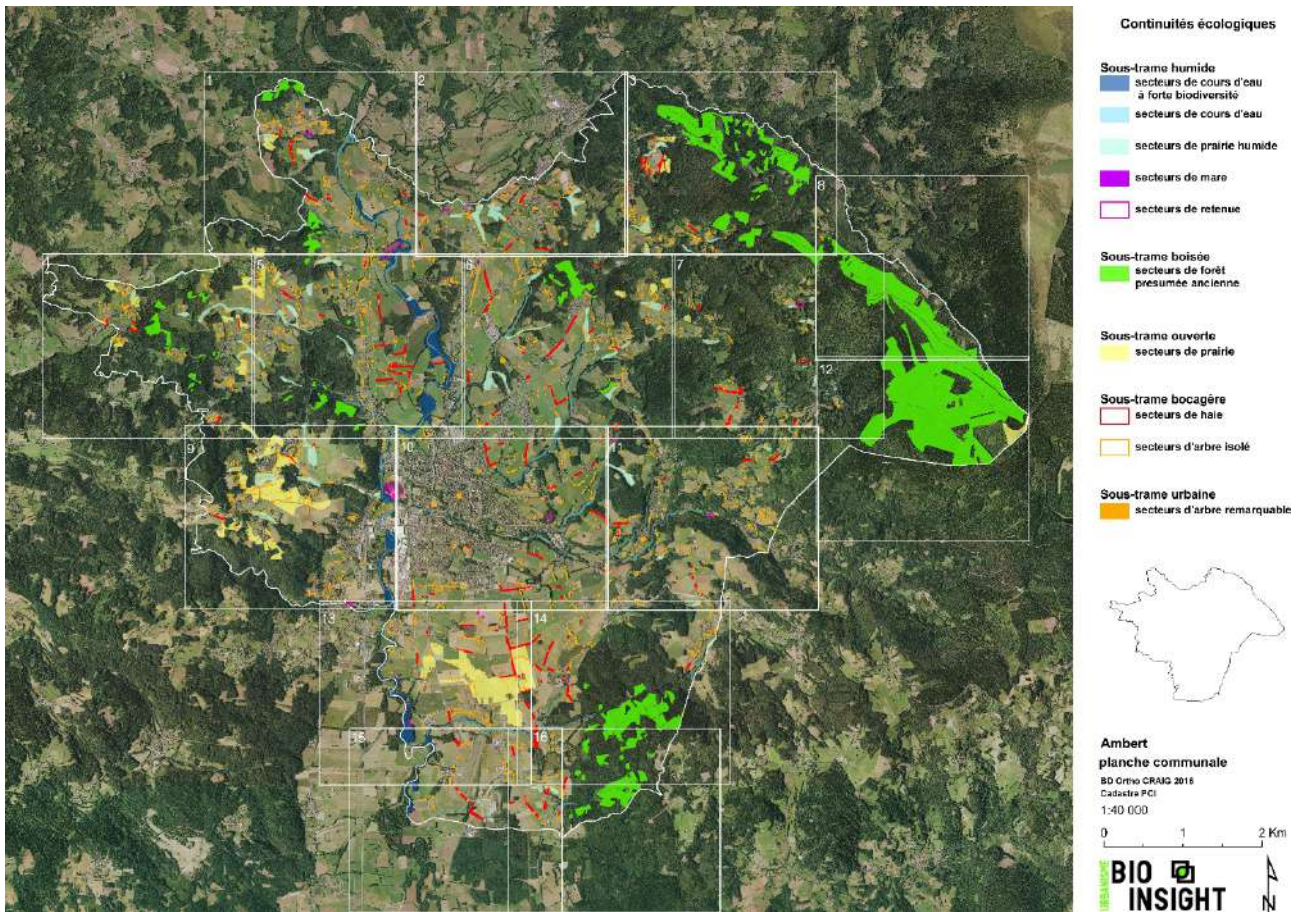 Continuités écologiques
Sous-trame humide
secteurs de cours d'eau
à forte biodiversité
secteurs de cours d'eau
secteurs de prairie humide
secteurs de mare
secteurs de retenue
Sous-trame boisée
secteurs de forêt
présumée ancienne
Sous-trame ouverte
secteurs de prairie
Sous-trame bocagère
secteurs de haie
secteurs d'arbre isolé
Sous-trame urbaine
secteurs d'arbre remarquable
Ambert
planche communale
BD Ortho CRAIG 2016
Cadastre PCI
1:40 000
0 1 2 Km
URBANISME
BIO
INSIGHT
N
1
2
3
8
4
5
6
7
12
9
10
11
13
14
15
16